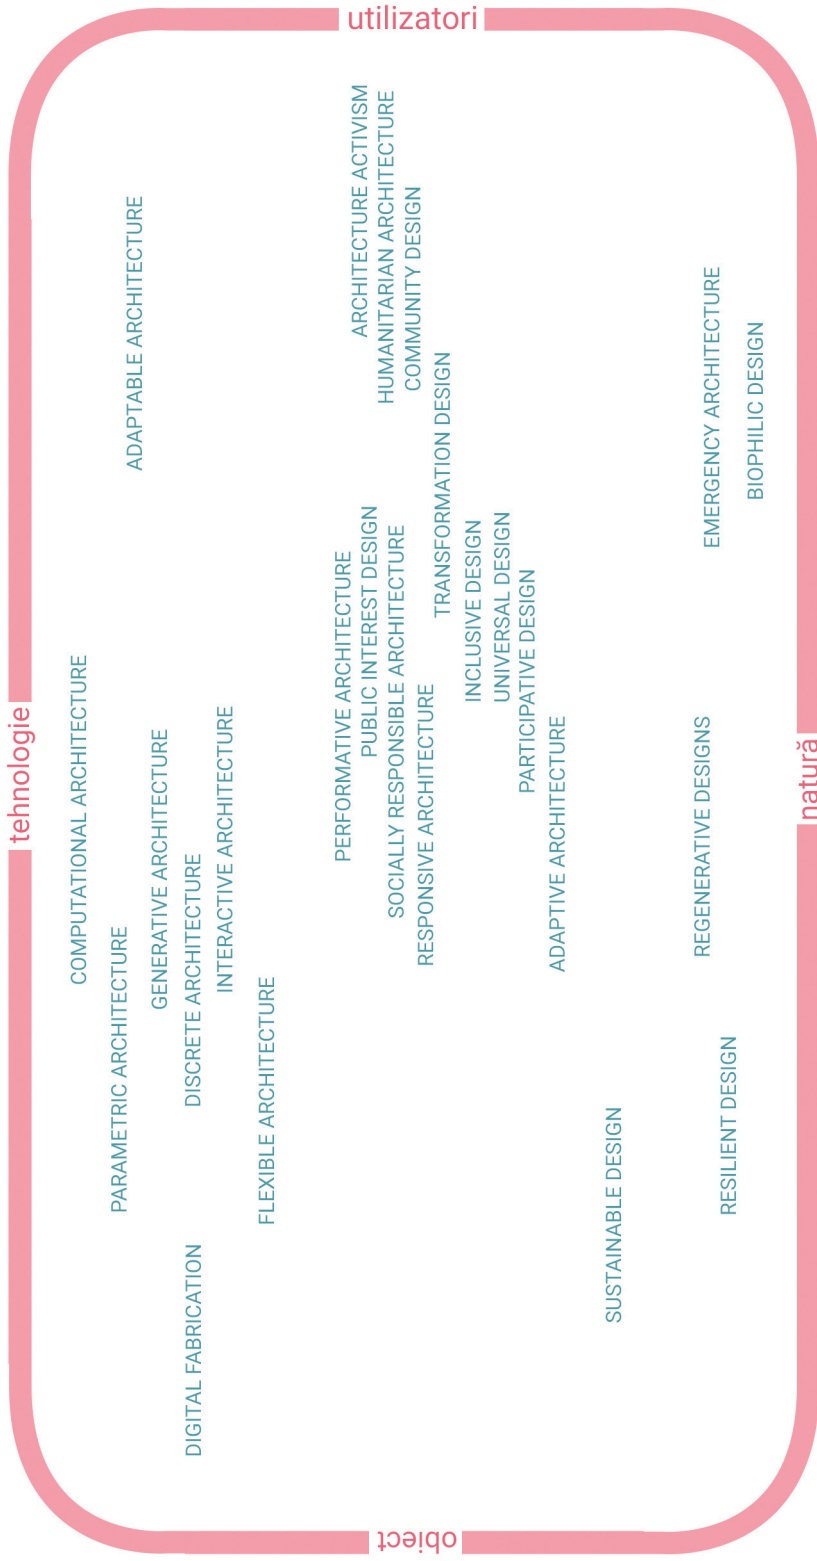 utilizatori
tehnologie
natură
obiect
COMPUTATIONAL ARCHITECTURE
PARAMETRIC ARCHITECTURE
ADAPTABLE ARCHITECTURE
GENERATIVE ARCHITECTURE
DISCRETE ARCHITECTURE
DIGITAL FABRICATION
INTERACTIVE ARCHITECTURE
FLEXIBLE ARCHITECTURE
PERFORMATIVE ARCHITECTURE
ARCHITECTURE ACTIVISM
PUBLIC INTEREST DESIGN
HUMANITARIAN ARCHITECTURE
SOCIALLY RESPONSIBLE ARCHITECTURE
COMMUNITY DESIGN
RESPONSIVE ARCHITECTURE
TRANSFORMATION DESIGN
INCLUSIVE DESIGN
UNIVERSAL DESIGN
PARTICIPATIVE DESIGN
ADAPTIVE ARCHITECTURE
SUSTAINABLE DESIGN
REGENERATIVE DESIGNS
EMERGENCY ARCHITECTURE
RESILIENT DESIGN
BIOPHILIC DESIGN